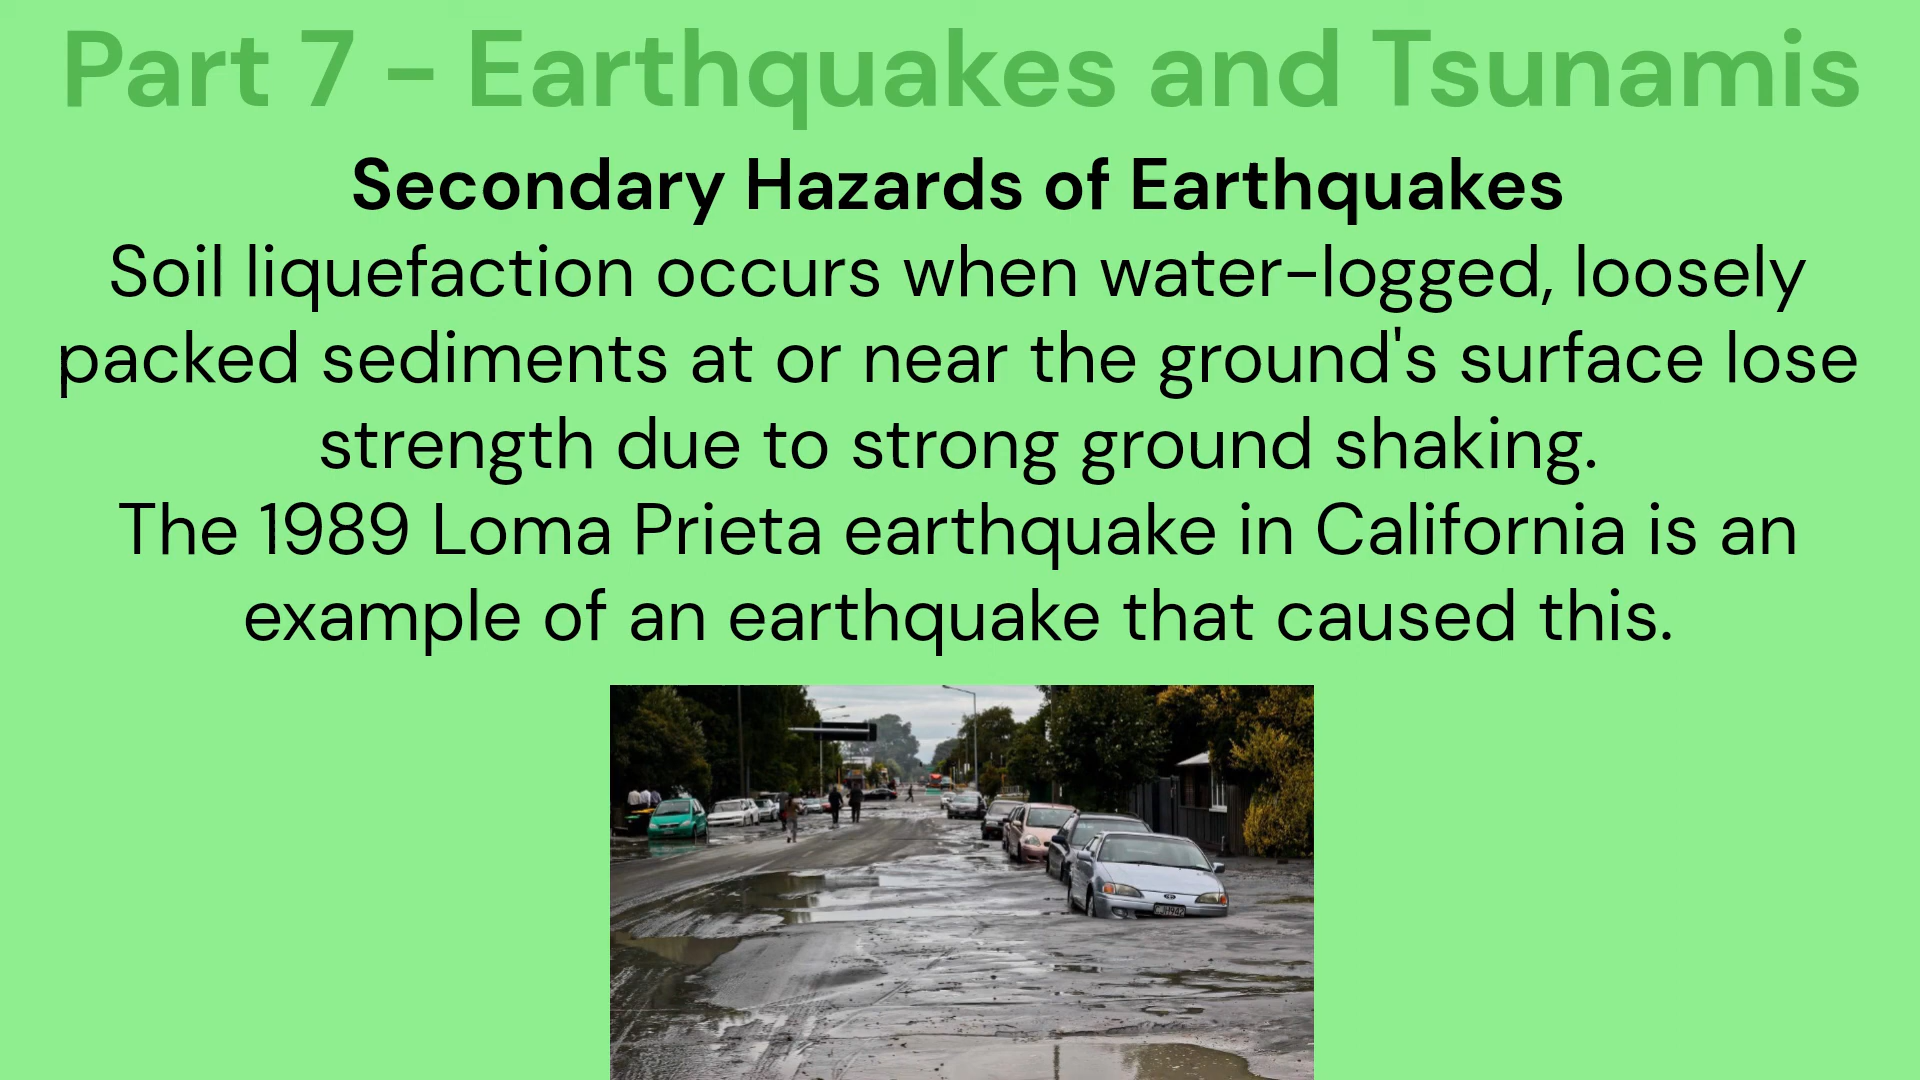 Part 7 - Earthquakes and Tsunamis
Secondary Hazards of Earthquakes
Soil liquefaction occurs when water-logged, loosely
packed sediments at or near the ground's surface lose
strength due to strong ground shaking.
The 1989 Loma Prieta earthquake in California is an
example of an earthquake that caused this.